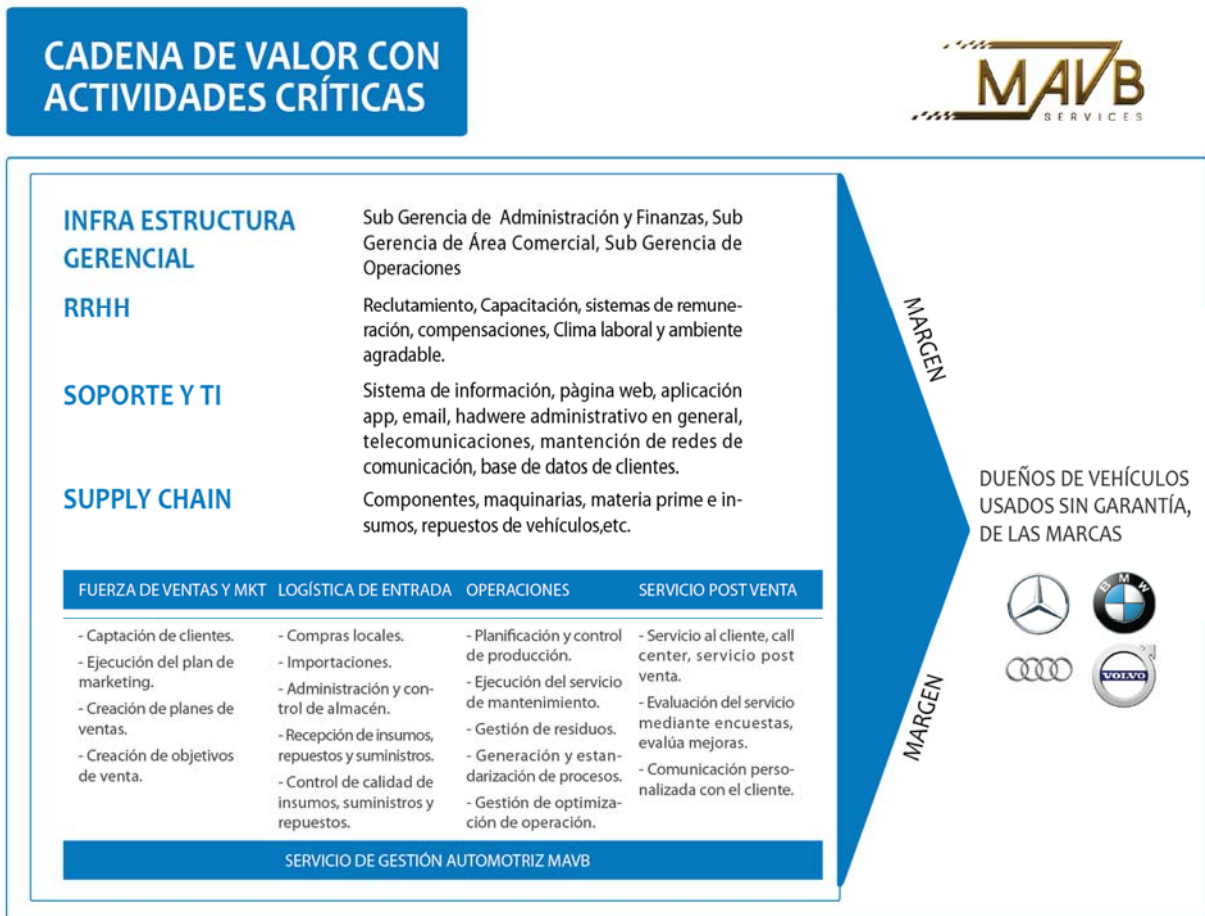 CADENA DE VALOR CON
ACTIVIDADES CRÍTICAS
MAVB
SERVICES
INFRA ESTRUCTURA
GERENCIAL
Sub Gerencia de Administración y Finanzas, Sub
Gerencia de Área Comercial, Sub Gerencia de
Operaciones
RRHH
Reclutamiento, Capacitación, sistemas de remune-
ración, compensaciones, Clima laboral y ambiente
agradable.
SOPORTE Y TI
Sistema de información, pàgina web, aplicación
app, email, hadwere administrativo en general,
telecomunicaciones, mantención de redes de
comunicación, base de datos de clientes.
SUPPLY CHAIN
Componentes, maquinarias, materia prime e in-
sumos, repuestos de vehículos,etc.
FUERZA DE VENTAS Y MKT
- Captación de clientes.
- Ejecución del plan de
marketing.
- Creación de planes de
ventas.
- Creación de objetivos
de venta.
LOGÍSTICA DE ENTRADA
- Compras locales.
- Importaciones.
- Administración y con-
trol de almacén.
- Recepción de insumos,
repuestos y suministros.
- Control de calidad de
insumos, suministros y
repuestos.
OPERACIONES
- Planificación y control
de producción.
- Ejecución del servicio
de mantenimiento.
- Gestión de residuos.
- Generación y estan-
darización de procesos.
- Gestión de optimiza-
ción de operación.
SERVICIO POST VENTA
- Servicio al cliente, call
center, servicio post
venta.
- Evaluación del servicio
mediante encuestas,
evalúa mejoras.
- Comunicación perso-
nalizada con el cliente.
SERVICIO DE GESTIÓN AUTOMOTRIZ MAVB
MARGEN
MARGEN
DUEÑOS DE VEHÍCULOS
USADOS SIN GARANTÍA,
DE LAS MARCAS
BMW
VOLVO